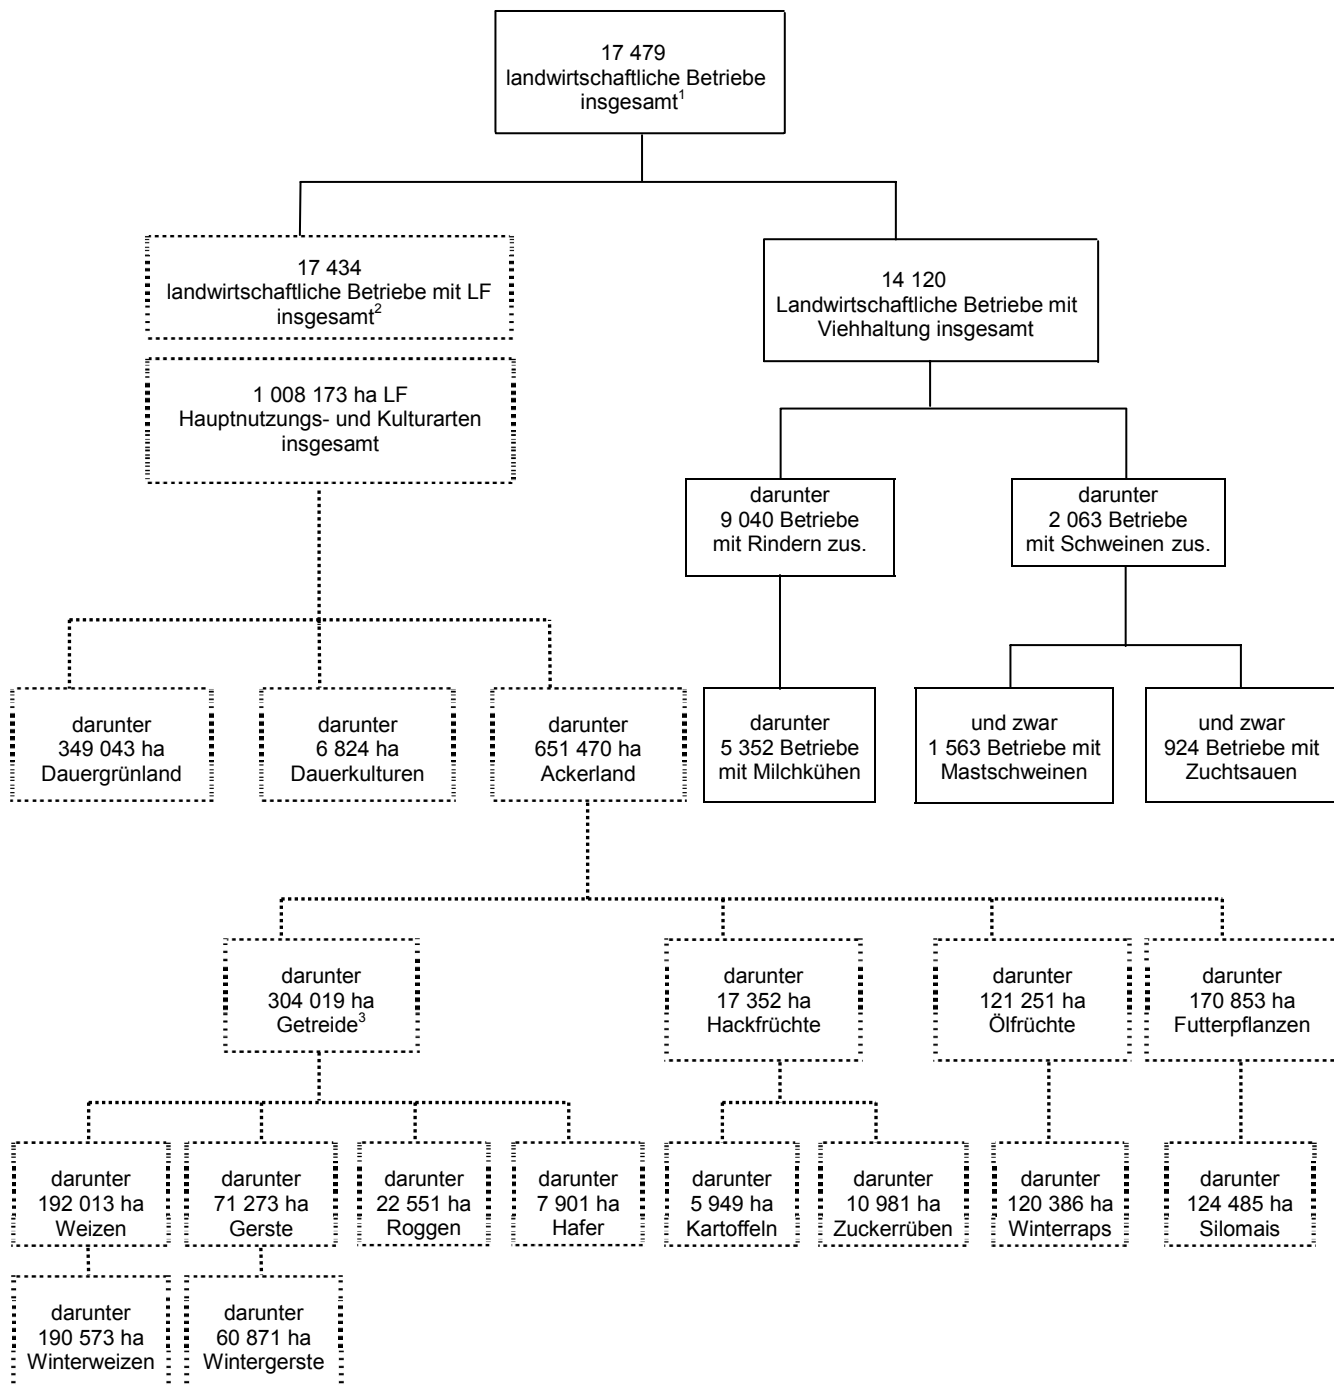 17 479
landwirtschaftliche Betriebe
insgesamt¹
17 434
landwirtschaftliche Betriebe mit LF
insgesamt²
14 120
Landwirtschaftliche Betriebe mit
Viehhaltung insgesamt
1 008 173 ha LF
Hauptnutzungs- und Kulturarten
insgesamt
darunter
9 040 Betriebe
mit Rindern zus.
darunter
2 063 Betriebe
mit Schweinen zus.
darunter
349 043 ha
Dauergrünland
darunter
6 824 ha
Dauerkulturen
darunter
651 470 ha
Ackerland
darunter
5 352 Betriebe
mit Milchkühen
und zwar
1 563 Betriebe mit
Mastschweinen
und zwar
924 Betriebe mit
Zuchtsauen
darunter
304 019 ha
Getreide³
darunter
17 352 ha
Hackfrüchte
darunter
121 251 ha
Ölfrüchte
darunter
170 853 ha
Futterpflanzen
darunter
192 013 ha
Weizen
darunter
71 273 ha
Gerste
darunter
22 551 ha
Roggen
darunter
7 901 ha
Hafer
darunter
5 949 ha
Kartoffeln
darunter
10 981 ha
Zuckerrüben
darunter
120 386 ha
Winterraps
darunter
124 485 ha
Silomais
darunter
190 573 ha
Winterweizen
darunter
60 871 ha
Wintergerste